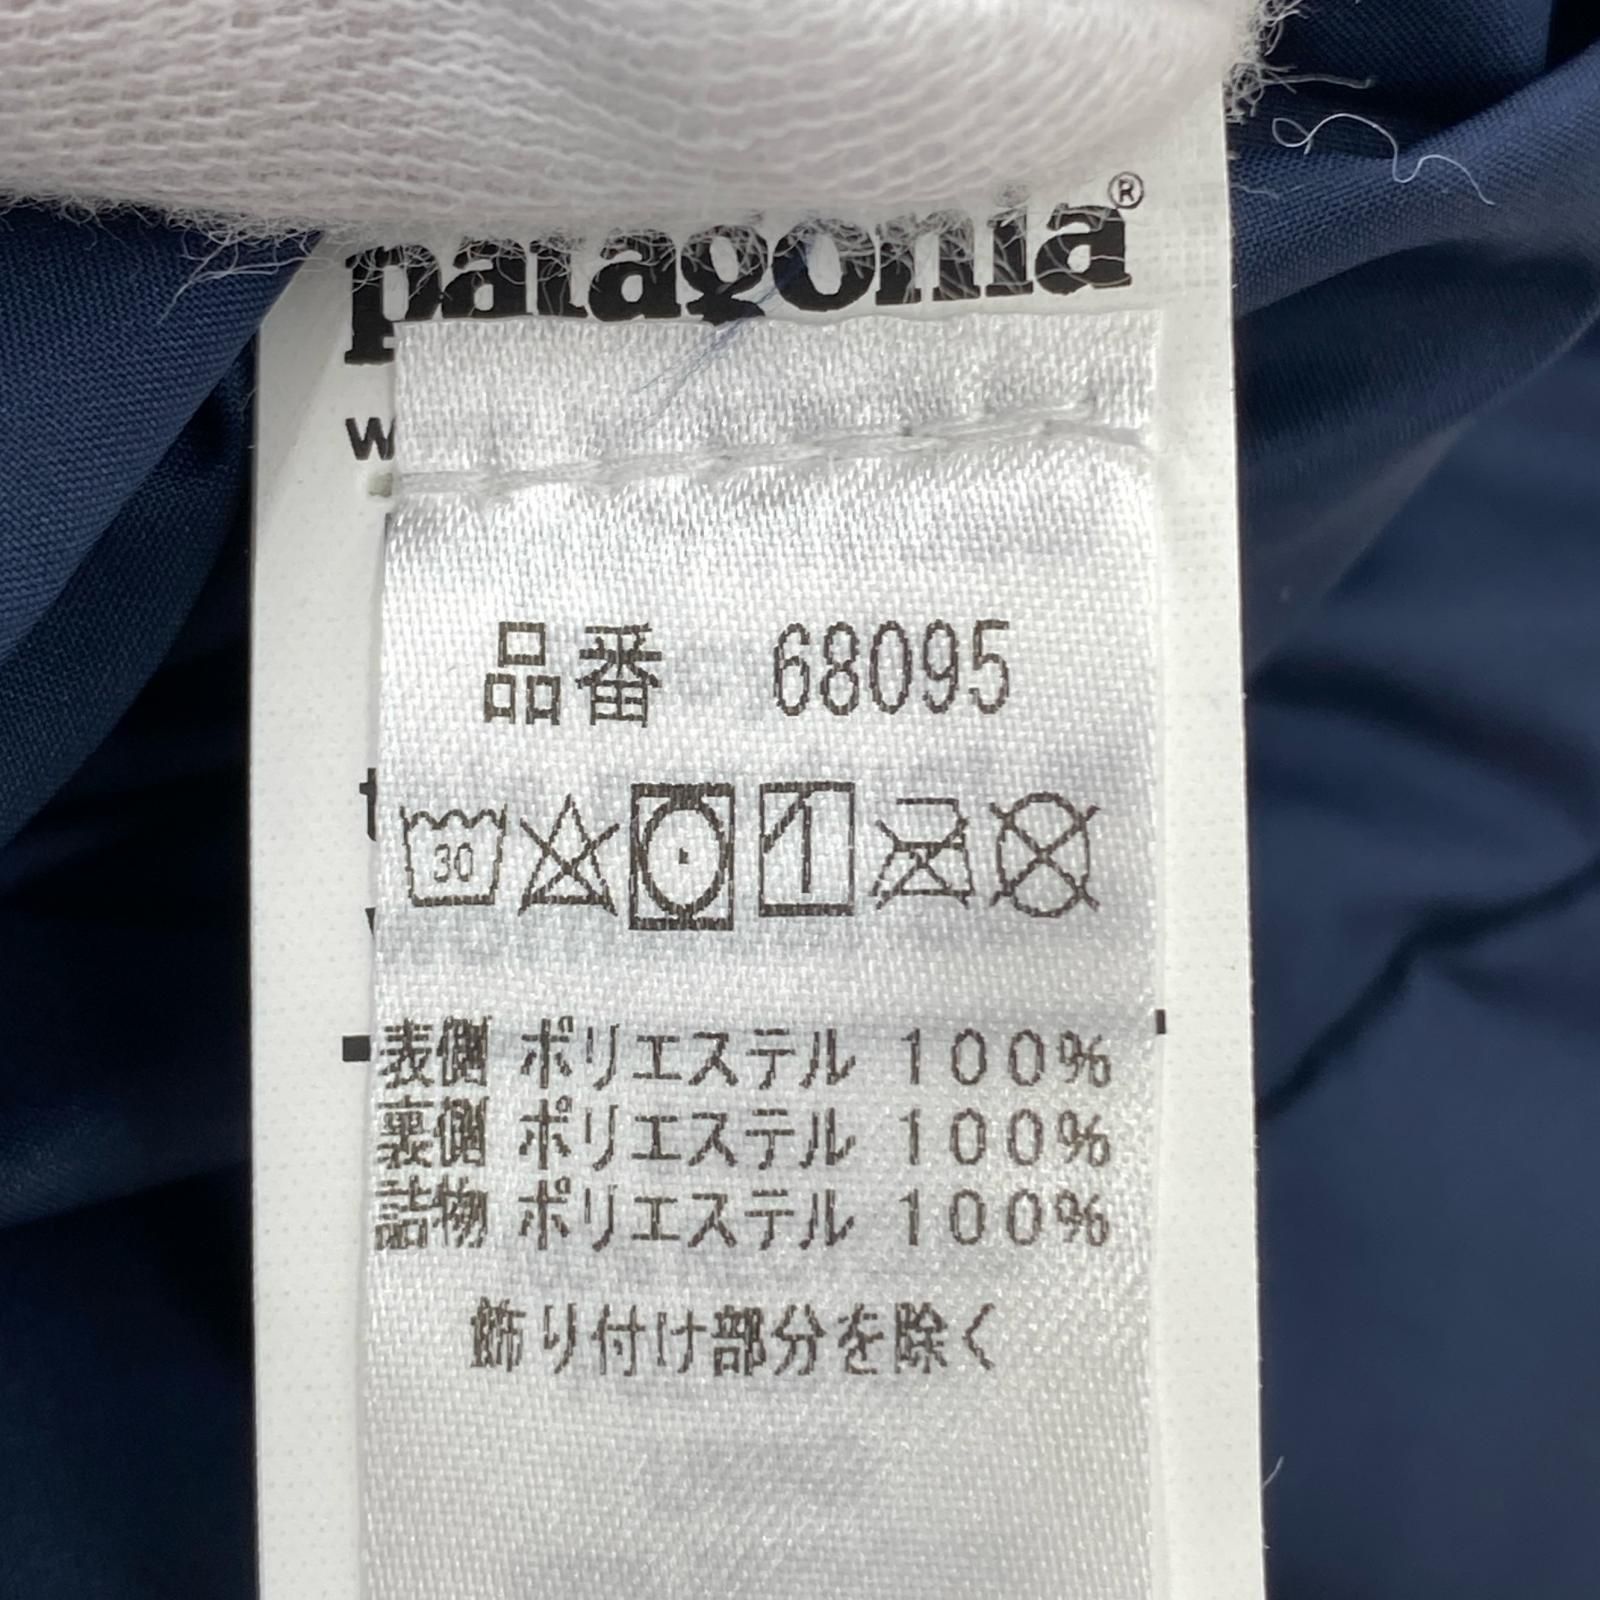 patagonia®
w
品番 68095
30
表側 ポリエステル 100%
裏側 ポリエステル 100%
詰物 ポリエステル 100%
飾り付け部分を除く